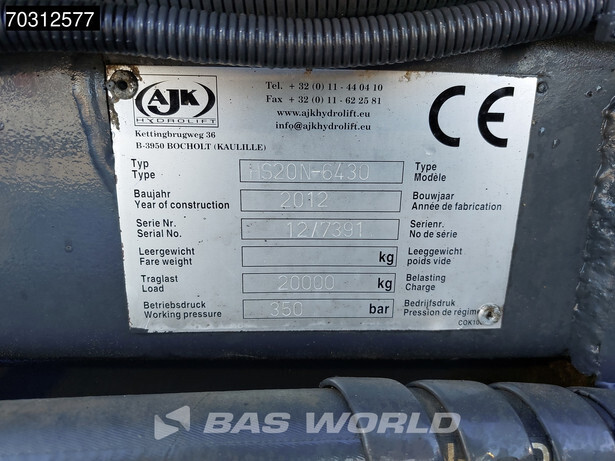 70312577
AJK
HYDROLIFT
Kettingbrugweg 36
B-3950 BOCHOLT (KAULILLE)
Tel. + 32 (0) 11 - 44 04 10
Fax + 32 (0) 11 - 62 25 81
www.ajkhydrolift.eu
info@ajkhydrolift.eu
CE
Typ HS20N-6430 Type
Type Modèle
Baujahr 2012 Bouwjaar
Year of construction Année de fabrication
Serie Nr. 12/7391 Serienr.
Serial No. No de série
Leergewicht kg Leeggewicht
Fare weight poids vide
Traglast 20000 kg Belasting
Load Charge
Betriebsdruck 350 bar Bedrijfsdruk
Working pressure Pression de régime
BAS WORLD